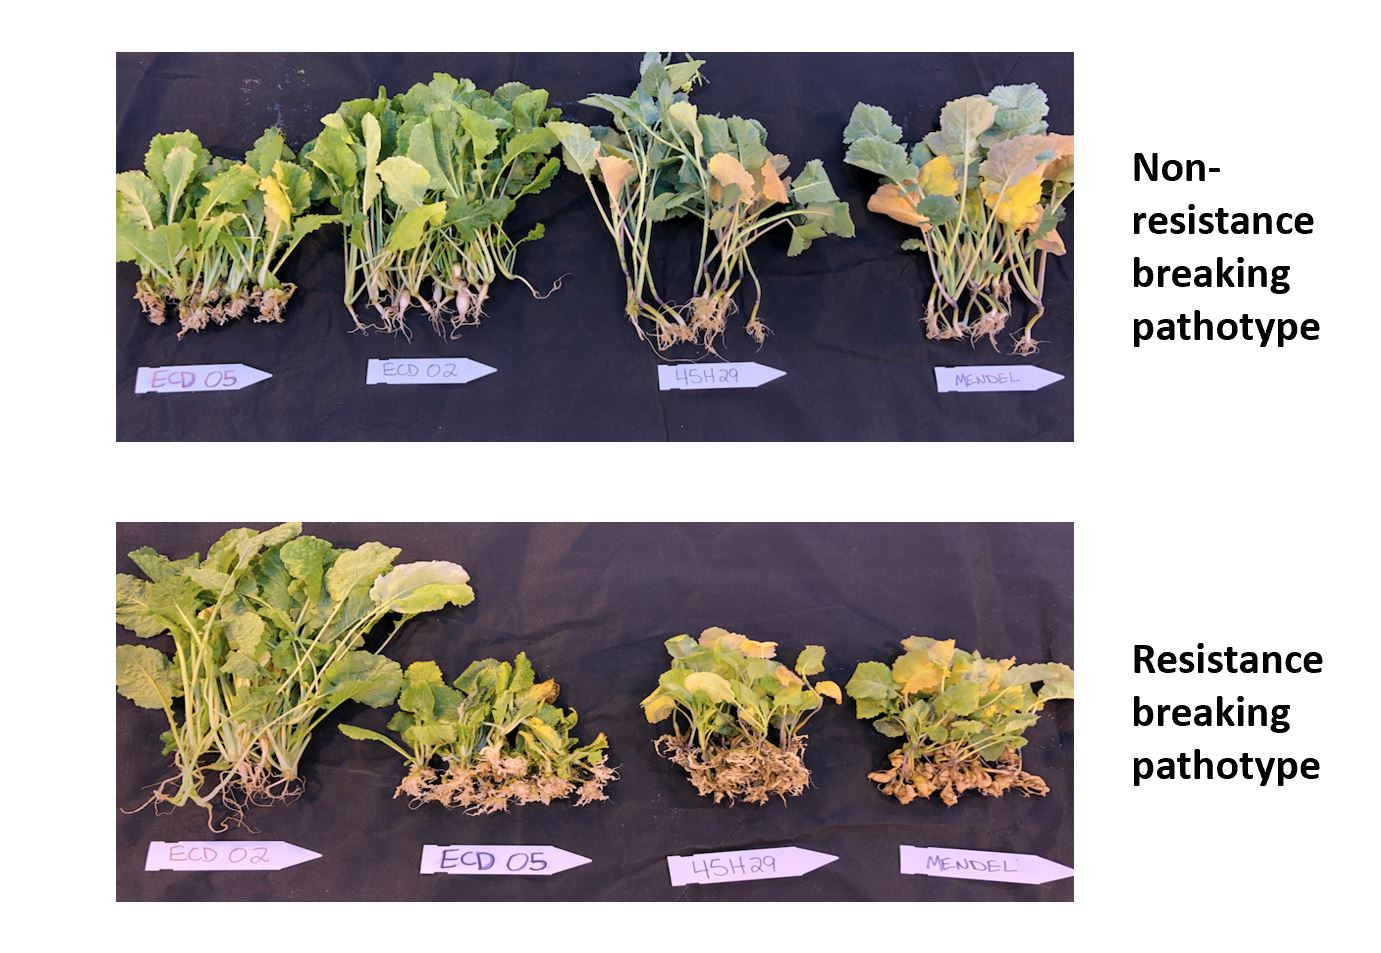 Non-
resistance
breaking
pathotype
ECD 05
ECD 02
45H29
MENDEL
Resistance
breaking
pathotype
ECD 02
ECD 05
45H29
MENDEL